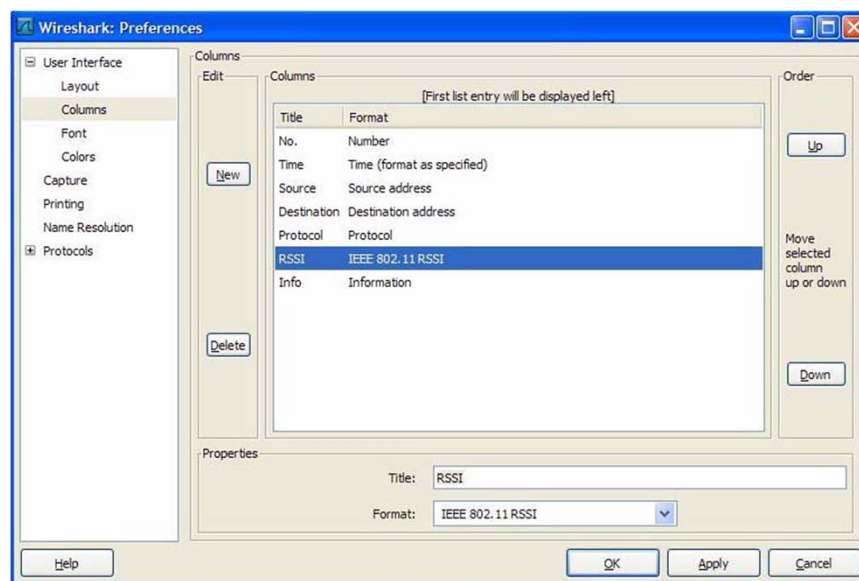 Wireshark: Preferences
User Interface
Layout
Columns
Font
Colors
Capture
Printing
Name Resolution
Protocols
Columns
Edit
New
Delete
Columns
[First list entry will be displayed left]
Title Format
No. Number
Time Time (format as specified)
Source Source address
Destination Destination address
Protocol Protocol
RSSI IEEE 802.11 RSSI
Info Information
Order
Up
Move
selected
column
up or down
Down
Properties
Title: RSSI
Format: IEEE 802.11 RSSI
Help
OK
Apply
Cancel